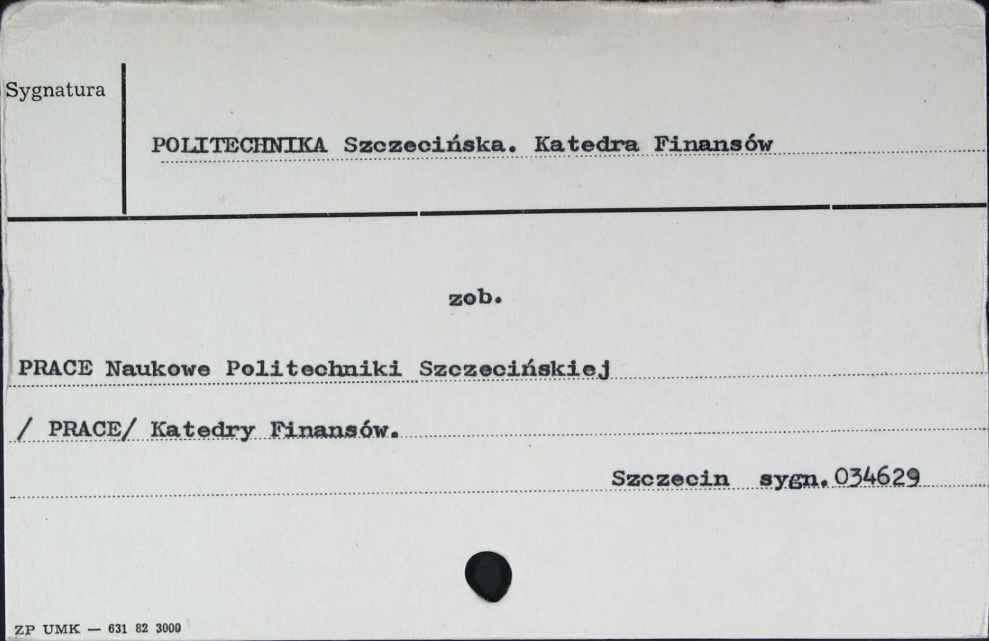 Sygnatura
POLITECHNIKA Szczecińska. Katedra Finansów
zob.
PRACE Naukowe Politechniki Szczecińskiej
/ PRACE/ Katedry Finansów.
Szczecin sygn. 034629
ZP UMK — 631 82 3000